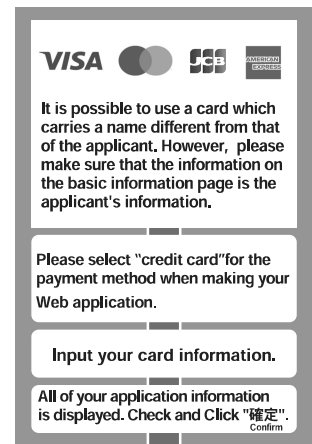 VISA JCB AMERICAN EXPRESS
It is possible to use a card which
carries a name different from that
of the applicant. However, please
make sure that the information on
the basic information page is the
applicant's information.
Please select “credit card”for the
payment method when making your
Web application.
Input your card information.
All of your application information
is displayed. Check and Click "確定".
Confirm